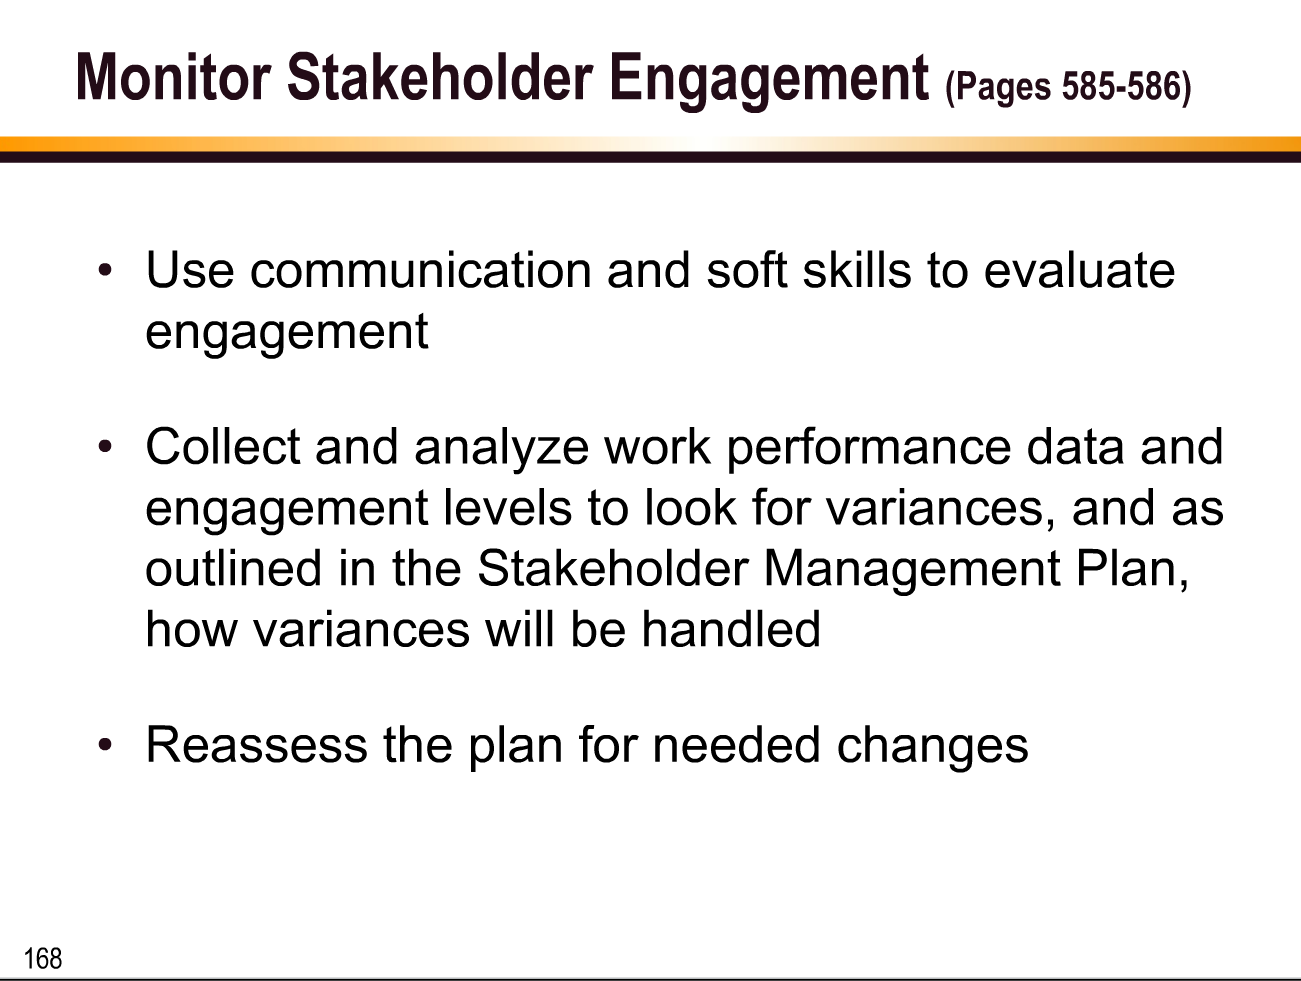 Monitor Stakeholder Engagement (Pages 585-586)
• Use communication and soft skills to evaluate
engagement
• Collect and analyze work performance data and
engagement levels to look for variances, and as
outlined in the Stakeholder Management Plan,
how variances will be handled
• Reassess the plan for needed changes
168